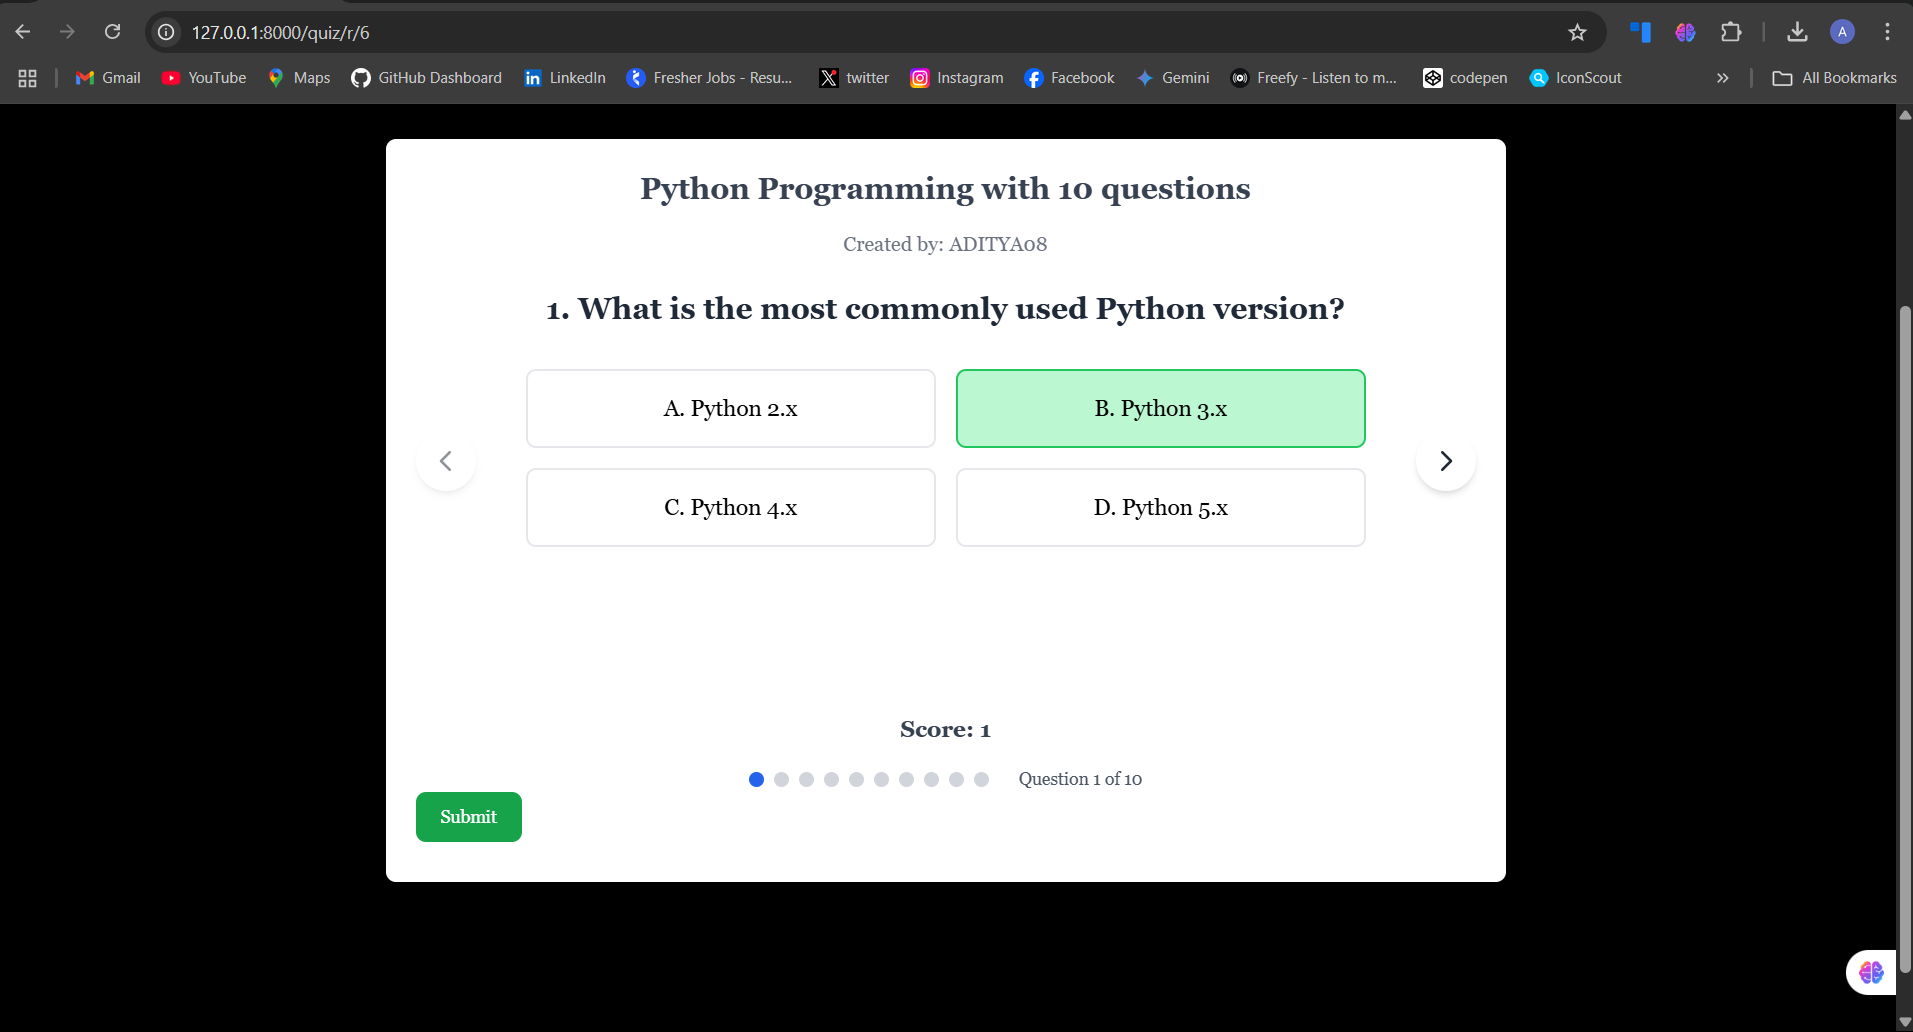 127.0.0.1:8000/quiz/r/6
A
Gmail YouTube Maps GitHub Dashboard LinkedIn Fresher Jobs - Resu... twitter Instagram Facebook Gemini Freefy - Listen to m... codepen IconScout » All Bookmarks
Python Programming with 10 questions
Created by: ADITYA08
1. What is the most commonly used Python version?
A. Python 2.x
B. Python 3.x
C. Python 4.x
D. Python 5.x
Score: 1
Question 1 of 10
Submit